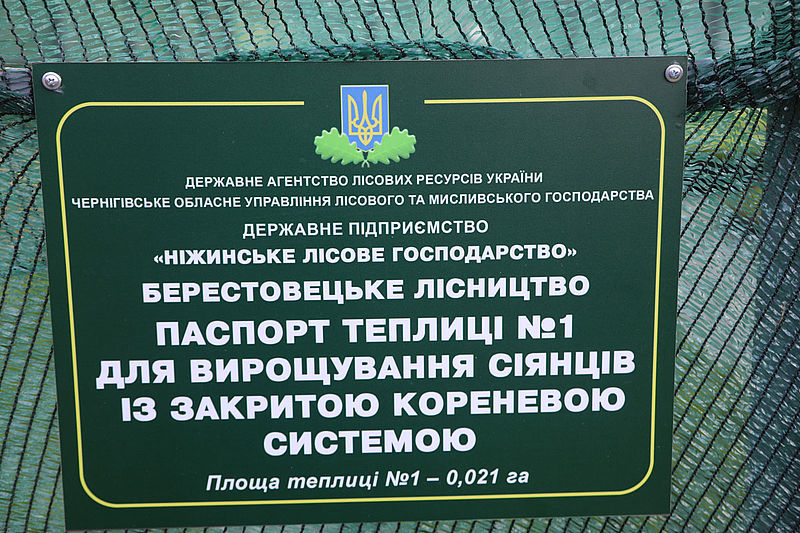 ДЕРЖАВНЕ АГЕНТСТВО ЛІСОВИХ РЕСУРСІВ УКРАЇНИ
ЧЕРНІГІВСЬКЕ ОБЛАСНЕ УПРАВЛІННЯ ЛІСОВОГО ТА МИСЛИВСЬКОГО ГОСПОДАРСТВА
ДЕРЖАВНЕ ПІДПРИЄМСТВО
«НІЖИНСЬКЕ ЛІСОВЕ ГОСПОДАРСТВО»
БЕРЕСТОВЕЦЬКЕ ЛІСНИЦТВО
ПАСПОРТ ТЕПЛИЦІ №1
ДЛЯ ВИРОЩУВАННЯ СІЯНЦІВ
ІЗ ЗАКРИТОЮ КОРЕНЕВОЮ
СИСТЕМОЮ
Площа теплиці №1 – 0,021 га